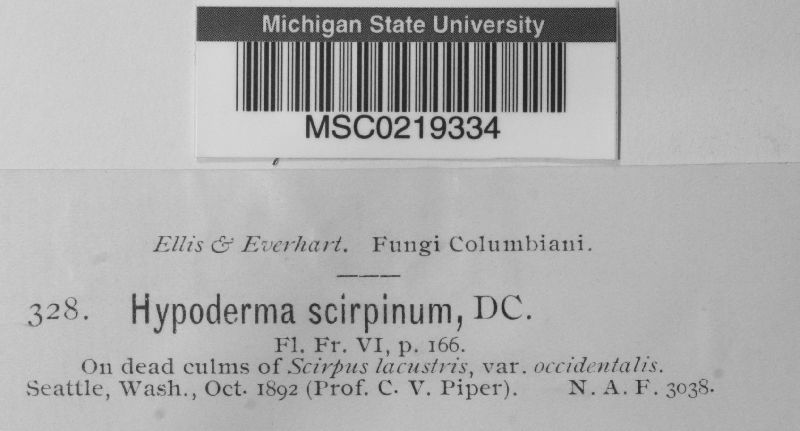 Michigan State University
MSC0219334
Ellis & Everhart. Fungi Columbiani.
328. Hypoderma scirpinum, DC.
Fl. Fr. VI, p. 166.
On dead culms of Scirpus lacustris, var. occidentalis.
Seattle, Wash., Oct. 1892 (Prof. C. V. Piper). N. A. F. 3038.